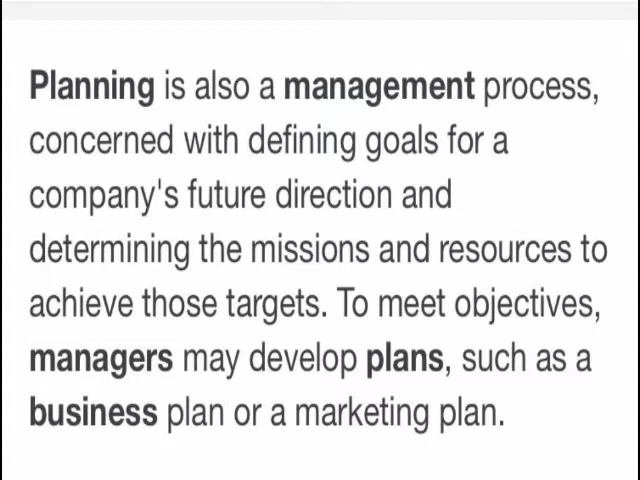 Planning is also a management process,
concerned with defining goals for a
company's future direction and
determining the missions and resources to
achieve those targets. To meet objectives,
managers may develop plans, such as a
business plan or a marketing plan.